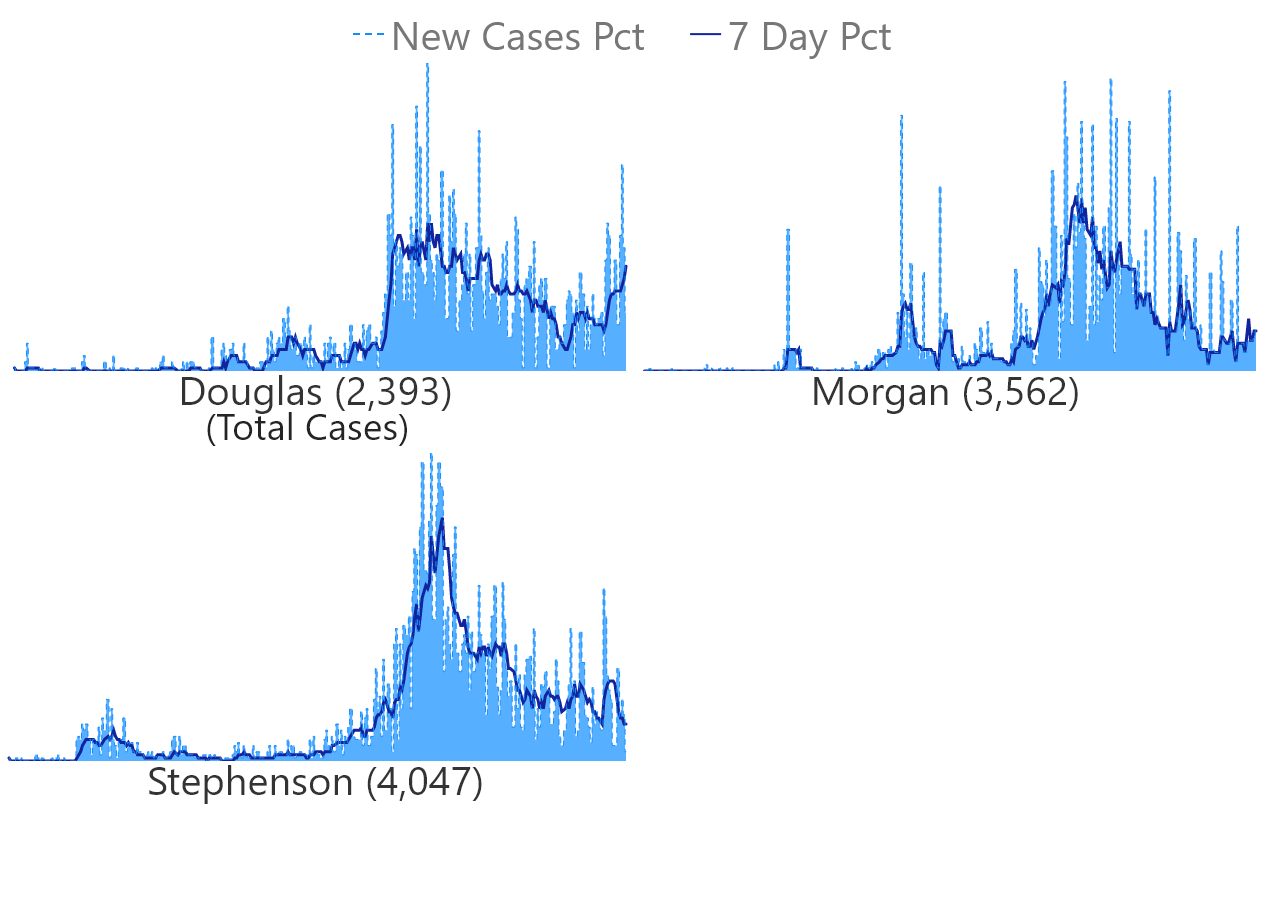 New Cases Pct 7 Day Pct
Douglas (2,393) Morgan (3,562)
(Total Cases)
Stephenson (4,047)